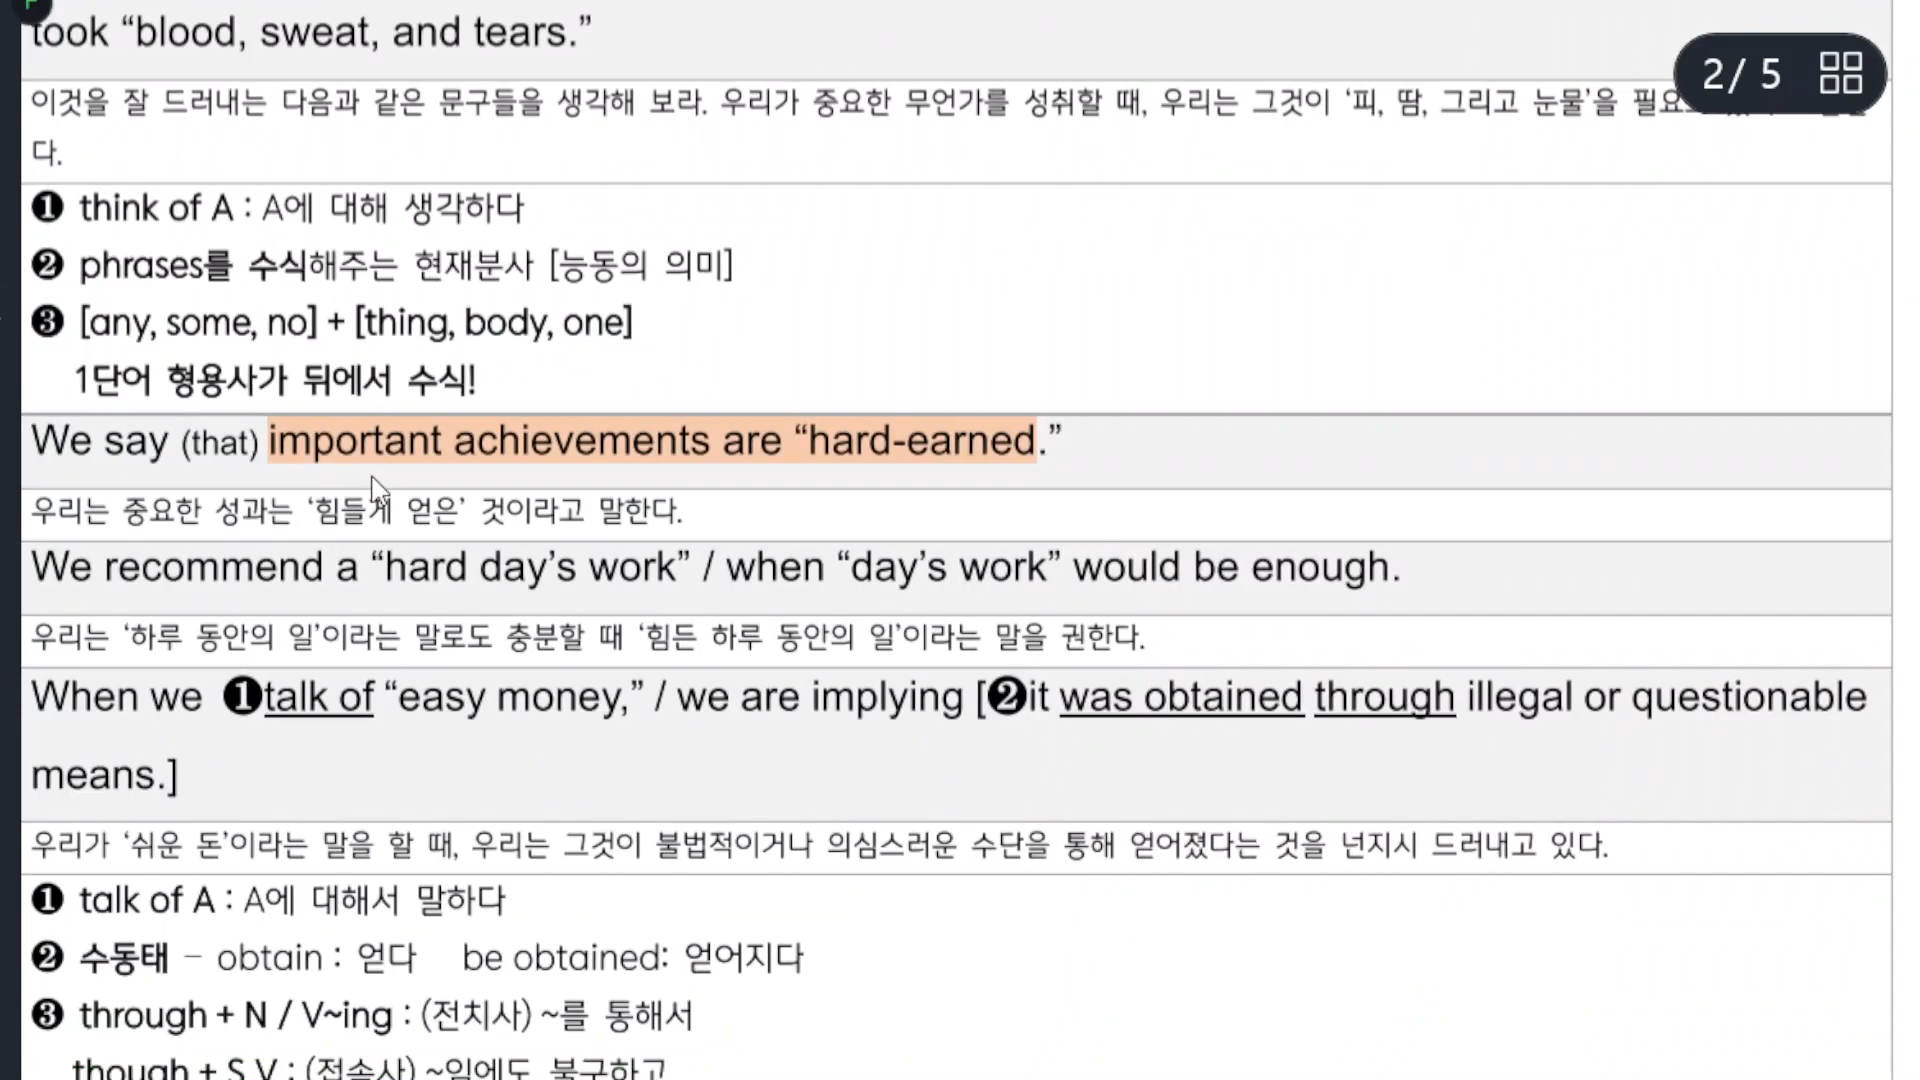 took “blood, sweat, and tears.”
2/ 5
이것을 잘 드러내는 다음과 같은 문구들을 생각해 보라. 우리가 중요한 무언가를 성취할 때, 우리는 그것이 ‘피, 땀, 그리고 눈물’을
다.
❶ think of A : A에 대해 생각하다
❷ phrases를 수식해주는 현재분사 [능동의 의미]
❸ [any, some, no] + [thing, body, one]
1단어 형용사가 뒤에서 수식!
We say (that) important achievements are “hard-earned.”
우리는 중요한 성과는 ‘힘들게 얻은’ 것이라고 말한다.
We recommend a “hard day’s work” / when “day’s work” would be enough.
우리는 ‘하루 동안의 일’이라는 말로도 충분할 때 ‘힘든 하루 동안의 일’이라는 말을 권한다.
When we ❶talk of “easy money,” / we are implying [❷it was obtained through illegal or questionable
means.]
우리가 ‘쉬운 돈’이라는 말을 할 때, 우리는 그것이 불법적이거나 의심스러운 수단을 통해 얻어졌다는 것을 넌지시 드러내고 있다.
❶ talk of A : A에 대해서 말하다
❷ 수동태 – obtain : 얻다 be obtained: 얻어지다
❸ through + N / V~ing : (전치사) ~를 통해서
though + S V : (접속사) ~임에도 불구하고